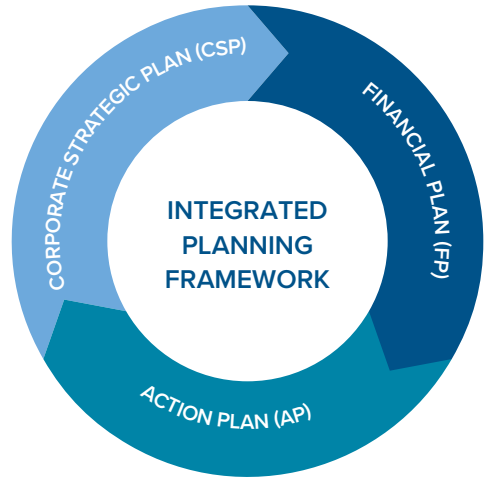 CORPORATE STRATEGIC PLAN (CSP)
FINANCIAL PLAN (FP)
INTEGRATED
PLANNING
FRAMEWORK
ACTION PLAN (AP)